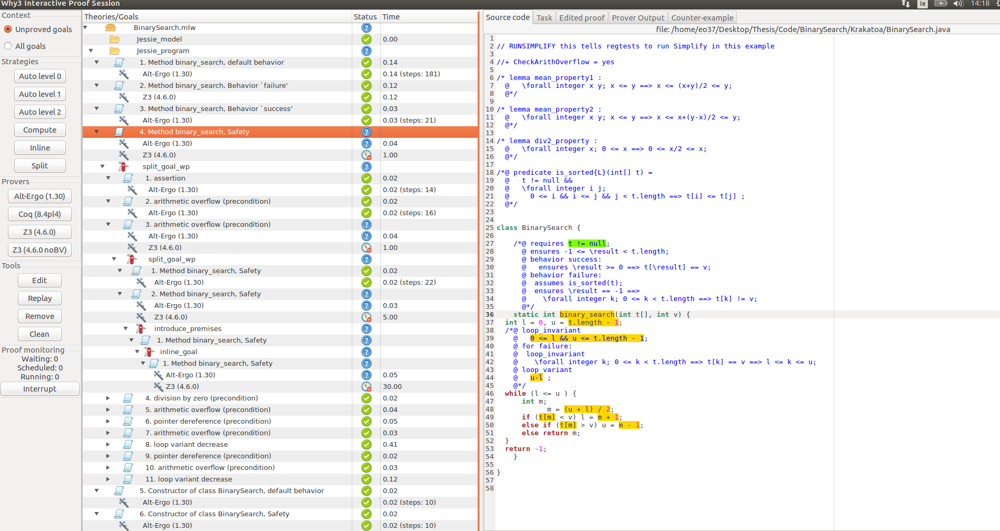 Why3 Interactive Proof Session
Ie
14:18
Context
Unproved goals
All goals
Strategies
Auto level 0
Auto level 1
Auto level 2
Compute
Inline
Split
Provers
Alt-Ergo (1.30)
Coq (8.4pl4)
Z3 (4.6.0)
Z3 (4.6.0 noBV)
Tools
Edit
Replay
Remove
Clean
Proof monitoring
Waiting: 0
Scheduled: 0
Running: 0
Interrupt
Theories/Goals Status Time
BinarySearch.mlw
Jessie_model 0.00
Jessie_program
1. Method binary_search, default behavior 0.14
Alt-Ergo (1.30) 0.14 (steps: 181)
2. Method binary_search, Behavior `failure' 0.12
Z3 (4.6.0) 0.12
3. Method binary_search, Behavior `success' 0.03
Alt-Ergo (1.30) 0.03 (steps: 21)
4. Method binary_search, Safety
Alt-Ergo (1.30) 0.04
Z3 (4.6.0) 1.00
split_goal_wp
1. assertion 0.02
Alt-Ergo (1.30) 0.02 (steps: 14)
2. arithmetic overflow (precondition) 0.02
Alt-Ergo (1.30) 0.02 (steps: 16)
3. arithmetic overflow (precondition)
Alt-Ergo (1.30) 0.04
Z3 (4.6.0) 1.00
split_goal_wp
1. Method binary_search, Safety 0.02
Alt-Ergo (1.30) 0.02 (steps: 22)
2. Method binary_search, Safety
Alt-Ergo (1.30) 0.03
Z3 (4.6.0) 5.00
introduce_premises
1. Method binary_search, Safety
inline_goal
1. Method binary_search, Safety
Alt-Ergo (1.30) 0.05
Z3 (4.6.0) 30.00
4. division by zero (precondition) 0.02
5. arithmetic overflow (precondition) 0.04
6. pointer dereference (precondition) 0.05
7. arithmetic overflow (precondition) 0.03
8. loop variant decrease 0.41
9. pointer dereference (precondition) 0.02
10. arithmetic overflow (precondition) 0.03
11. loop variant decrease 0.12
5. Constructor of class BinarySearch, default behavior 0.02
Alt-Ergo (1.30) 0.02 (steps: 10)
6. Constructor of class BinarySearch, Safety 0.02
Alt-Ergo (1.30) 0.02 (steps: 10)
Source code Task Edited proof Prover Output Counter-example
file: /home/eo37/Desktop/Thesis/Code/BinarySearch/Krakatoa/BinarySearch.java
1
2 // RUNSIMPLIFY this tells regtests to run Simplify in this example
3
4 //+ CheckArithOverflow = yes
5
6 /* lemma mean_property1 :
7 @ \forall integer x y; x <= y ==> x <= (x+y)/2 <= y;
8 @*/
9
10 /* lemma mean_property2 :
11 @ \forall integer x y; x <= y ==> x <= x+(y-x)/2 <= y;
12 @*/
13
14 /* lemma div2_property :
15 @ \forall integer x; 0 <= x ==> 0 <= x/2 <= x;
16 @*/
17
18 /*@ predicate is_sorted{L}(int[] t) =
19 @ t != null &&
20 @ \forall integer i j;
21 @ 0 <= i && i <= j && j < t.length ==> t[i] <= t[j] ;
22 @*/
23
24
25 class BinarySearch {
26
27 /*@ requires t != null;
28 @ ensures -1 <= \result < t.length;
29 @ behavior success:
30 @ ensures \result >= 0 ==> t[\result] == v;
31 @ behavior failure:
32 @ assumes is_sorted(t);
33 @ ensures \result == -1 ==>
34 @ \forall integer k; 0 <= k < t.length ==> t[k] != v;
35 @*/
36 static int binary_search(int t[], int v) {
37 int l = 0, u = t.length - 1;
38 /*@ loop_invariant
39 @ 0 <= l && u <= t.length - 1;
40 @ for failure:
41 @ loop_invariant
42 @ \forall integer k; 0 <= k < t.length ==> t[k] == v ==> l <= k <= u;
43 @ loop_variant
44 @ u-l ;
45 @*/
46 while (l <= u ) {
47 int m;
48 m = (u + l) / 2;
49 if (t[m] < v) l = m + 1;
50 else if (t[m] > v) u = m - 1;
51 else return m;
52 }
53 return -1;
54 }
55
56 }
57
58